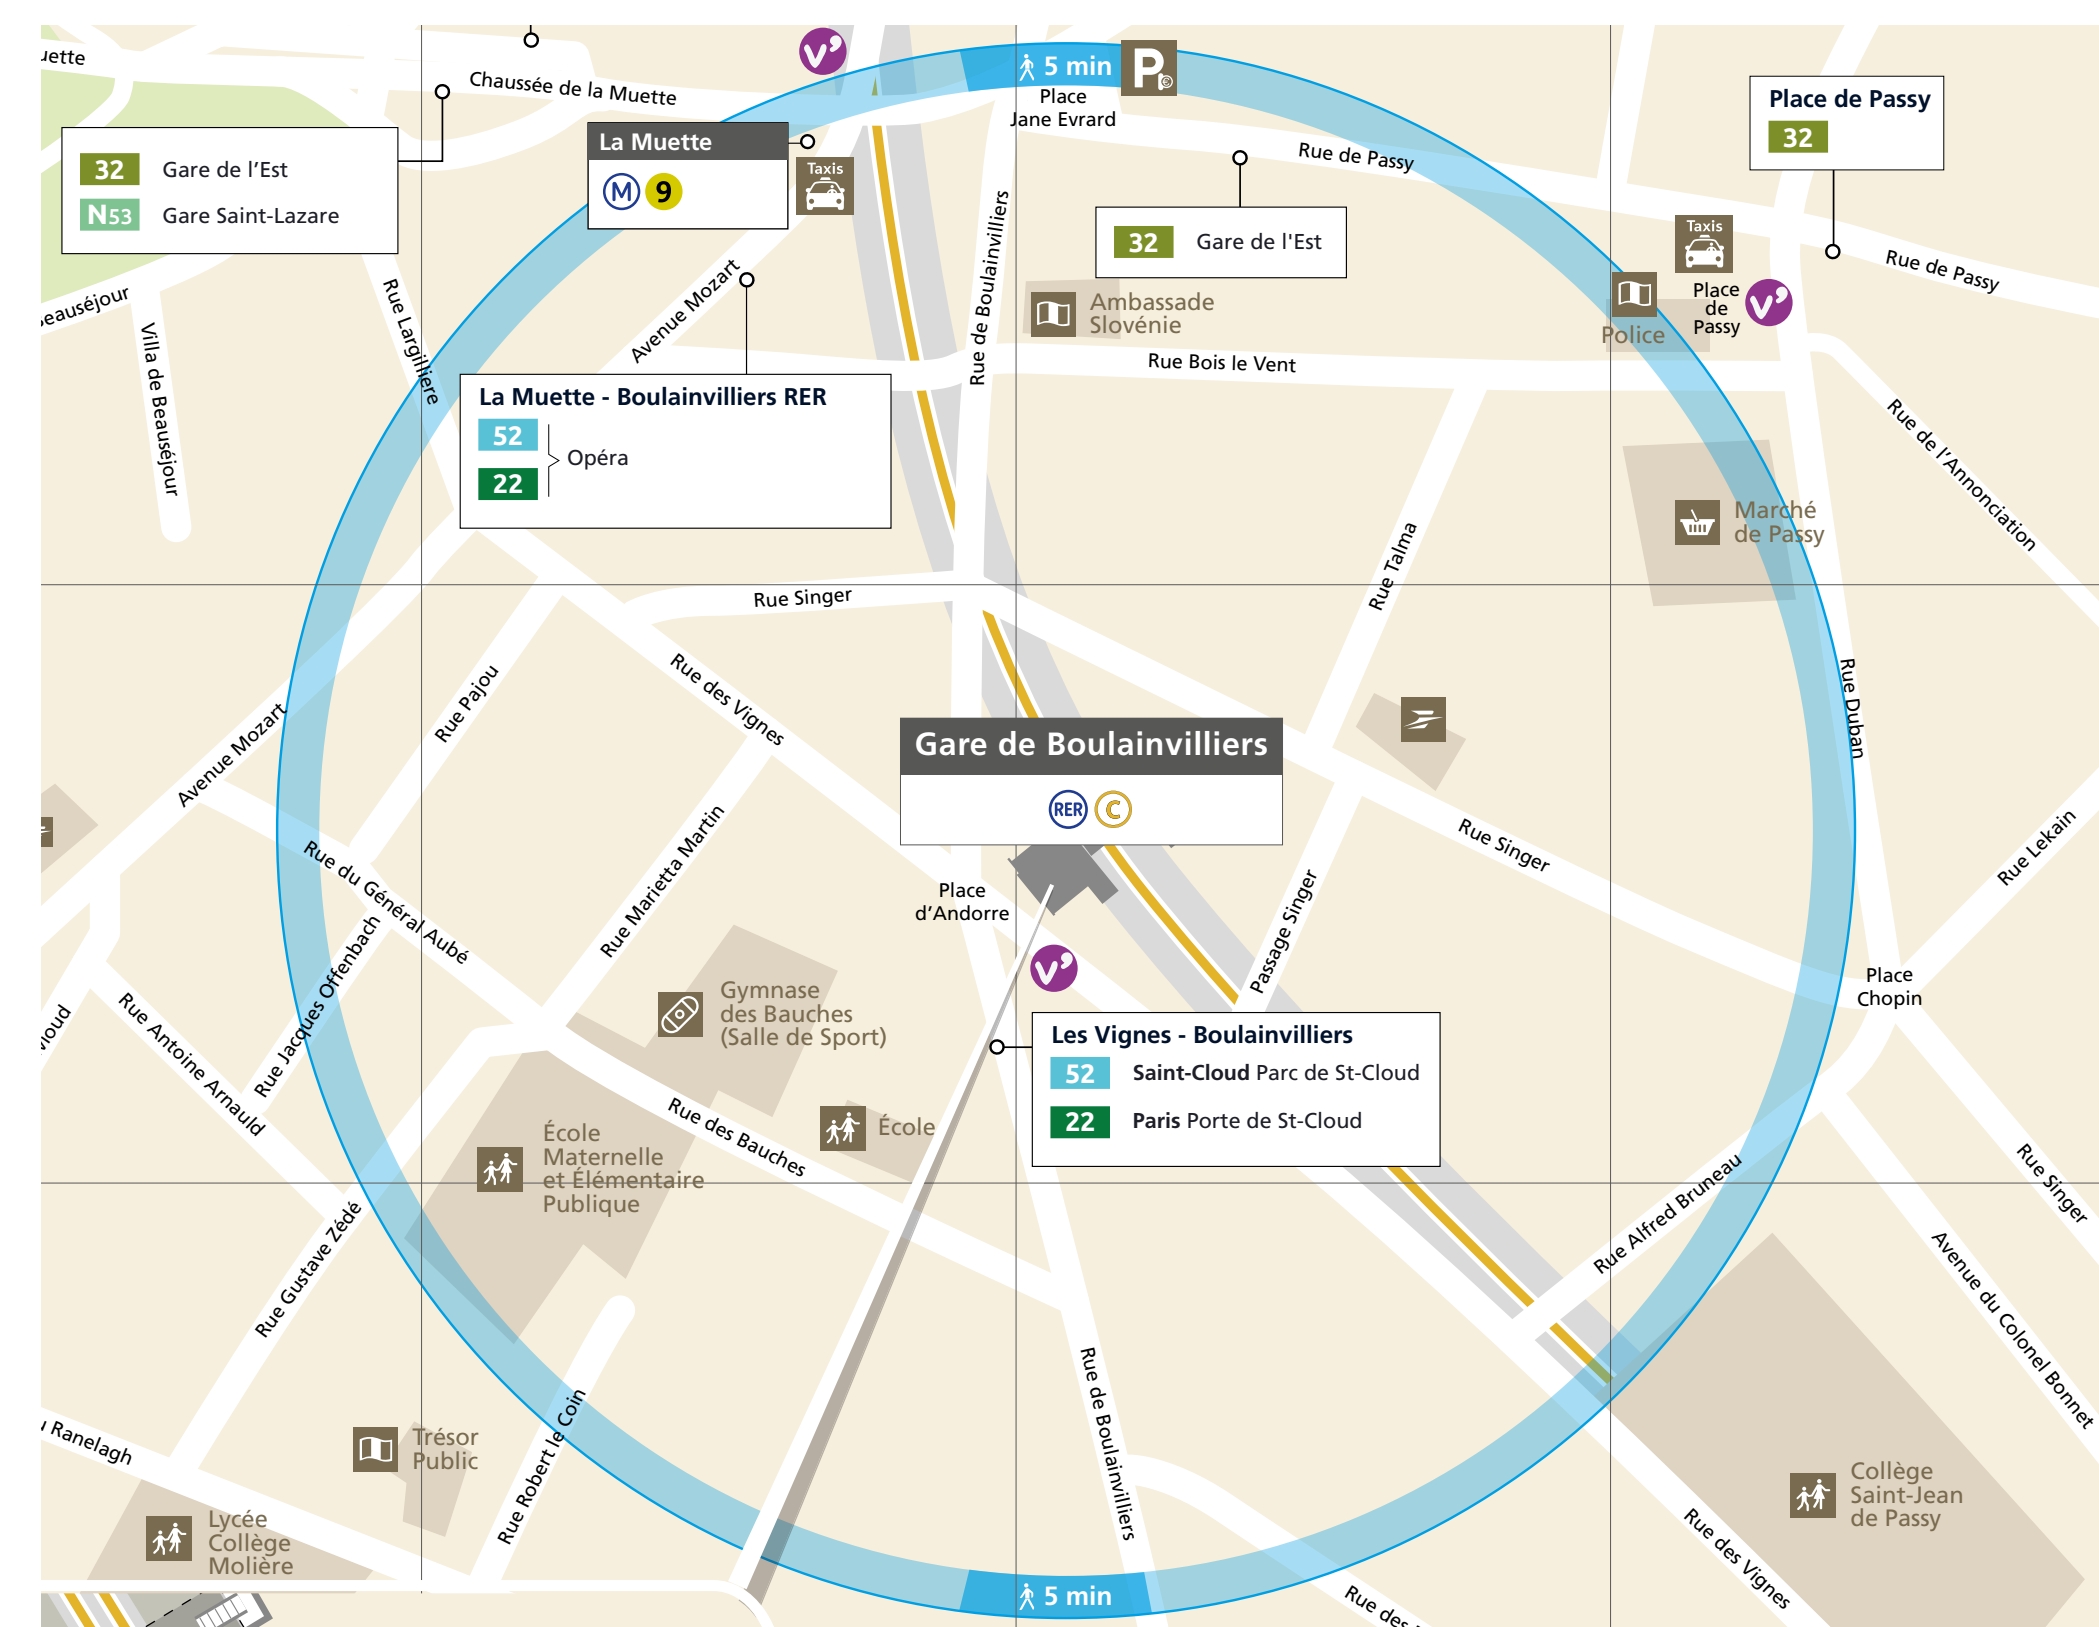 uette
Chaussée de la Muette
5 min
P
Place
Jane Evrard
Place de Passy
32
32 Gare de l’Est
N53 Gare Saint-Lazare
La Muette
M 9
Taxis
Rue de Passy
32 Gare de l'Est
Taxis
Rue de Passy
Place
de
Passy
Police
Ambassade
Slovénie
Rue de Boulainvilliers
Avenue Mozart
Rue Largilliere
Beauséjour
Villa de Beauséjour
Rue Bois le Vent
La Muette - Boulainvilliers RER
52
22
Opéra
Rue de l'Annonciation
Marché
de Passy
Rue Talma
Rue Singer
Rue des Vignes
Rue Pajou
Avenue Mozart
Rue Duban
Gare de Boulainvilliers
RER C
Rue Singer
Rue Lekain
Rue du Général Aubé
Rue Marietta Martin
Place
d’Andorre
Passage Singer
Place
Chopin
Rue Jacques Offenbach
Rue Antoine Arnauld
Gymnase
des Bauches
(Salle de Sport)
Les Vignes - Boulainvilliers
52 Saint-Cloud Parc de St-Cloud
22 Paris Porte de St-Cloud
École
Rue des Bauches
École
Maternelle
et Élémentaire
Publique
Rue Gustave Zédé
Rue Alfred Bruneau
Rue Singer
Avenue du Colonel Bonnet
Rue de Boulainvilliers
Rue Robert le Coin
Ranelagh
Trésor
Public
Lycée
Collège
Molière
Collège
Saint-Jean
de Passy
Rue des Vignes
Rue des
5 min